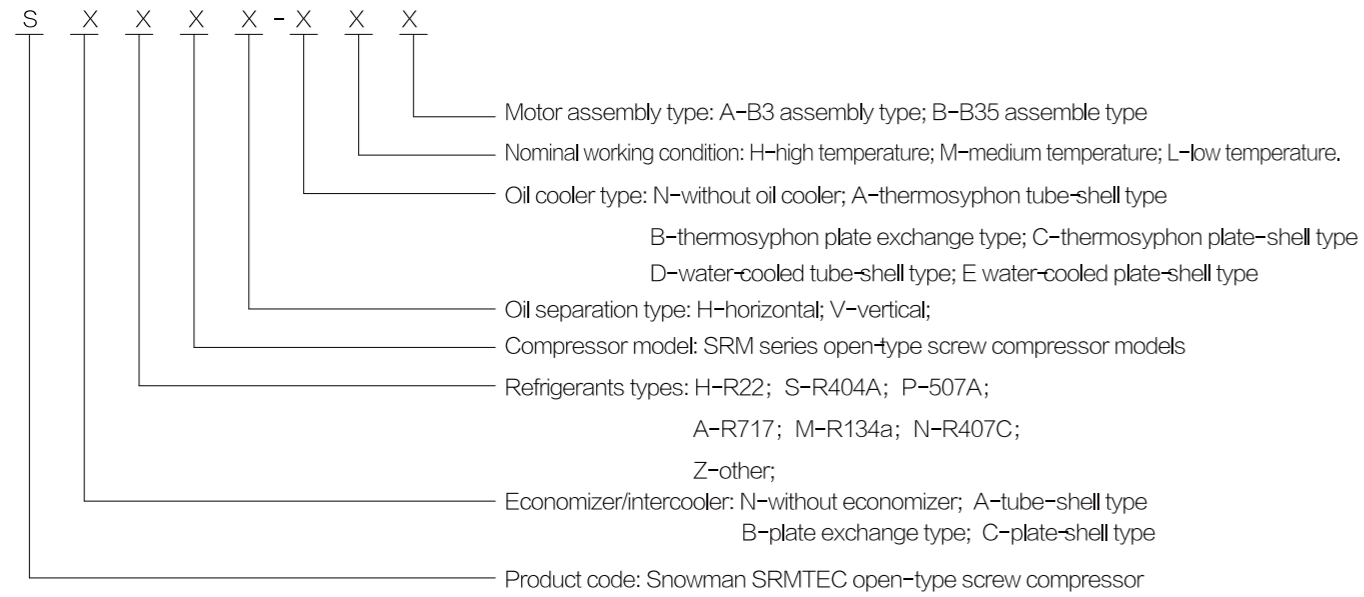 S X X X X - X X X
Motor assembly type: A-B3 assembly type; B-B35 assemble type
Nominal working condition: H-high temperature; M-medium temperature; L-low temperature.
Oil cooler type: N-without oil cooler; A-thermosyphon tube-shell type
B-thermosyphon plate exchange type; C-thermosyphon plate-shell type
D-water-cooled tube-shell type; E water-cooled plate-shell type
Oil separation type: H-horizontal; V-vertical;
Compressor model: SRM series open-type screw compressor models
Refrigerants types: H-R22; S-R404A; P-507A;
A-R717; M-R134a; N-R407C;
Z-other;
Economizer/intercooler: N-without economizer; A-tube-shell type
B-plate exchange type; C-plate-shell type
Product code: Snowman SRMTEC open-type screw compressor